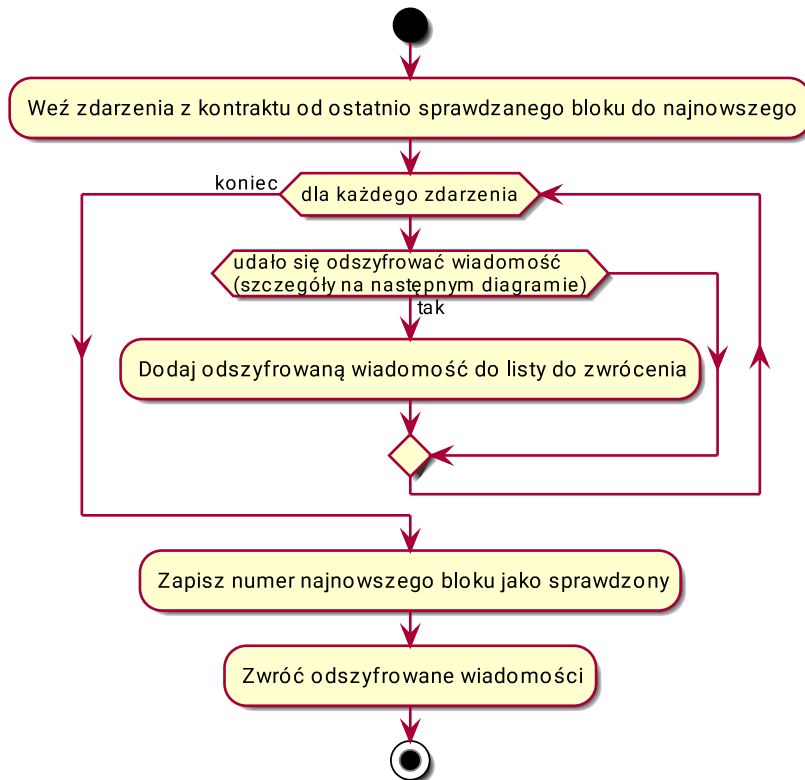 Weź zdarzenia z kontraktu od ostatnio sprawdzanego bloku do najnowszego
koniec
dla każdego zdarzenia
udało się odszyfrować wiadomość
(szczegóły na następnym diagramie)
tak
Dodaj odszyfrowaną wiadomość do listy do zwrócenia
Zapisz numer najnowszego bloku jako sprawdzony
Zwróć odszyfrowane wiadomości